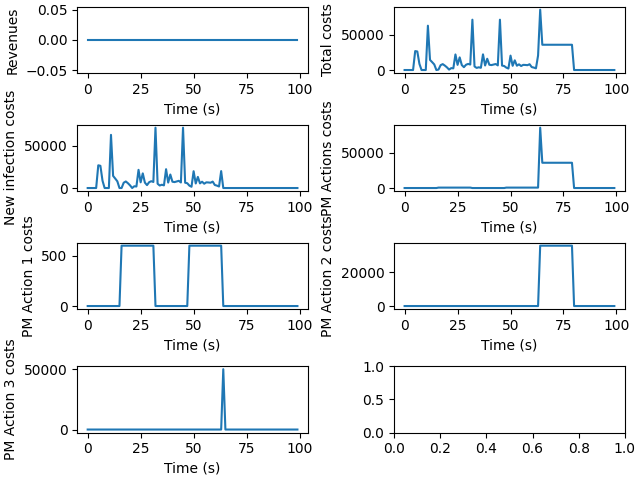 Revenues
0.05
0.00
−0.05
0 25 50 75 100
Time (s)
Total costs
50000
0
0 25 50 75 100
Time (s)
New infection costs
50000
0
0 25 50 75 100
Time (s)
PM Actions costs
50000
0
0 25 50 75 100
Time (s)
PM Action 1 costs
500
0
0 25 50 75 100
Time (s)
PM Action 2 costs
20000
0
0 25 50 75 100
Time (s)
PM Action 3 costs
50000
0
0 25 50 75 100
Time (s)
1.0
0.5
0.0
0.0 0.2 0.4 0.6 0.8 1.0